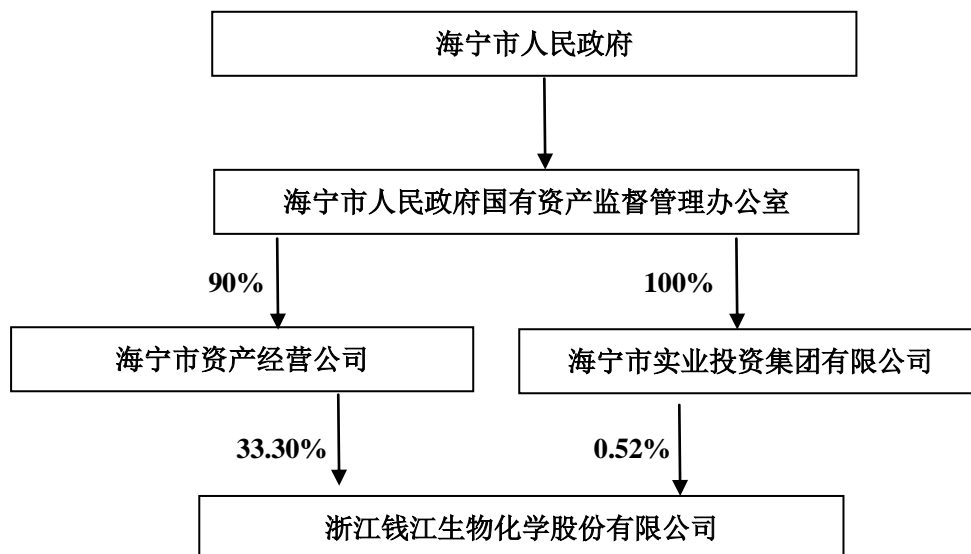 海宁市人民政府
海宁市人民政府国有资产监督管理办公室
90%
100%
海宁市资产经营公司
海宁市实业投资集团有限公司
33.30%
0.52%
浙江钱江生物化学股份有限公司